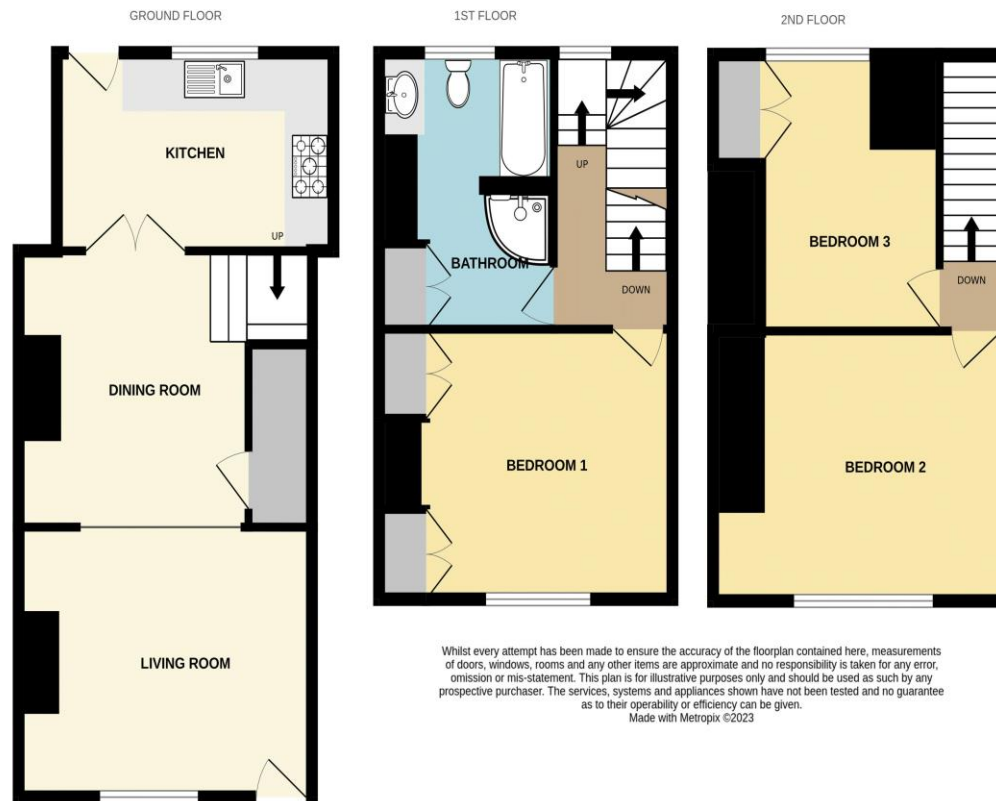 GROUND FLOOR
1ST FLOOR
2ND FLOOR
KITCHEN
UP
DINING ROOM
LIVING ROOM
UP
BATHROOM
DOWN
BEDROOM 1
BEDROOM 3
DOWN
BEDROOM 2
Whilst every attempt has been made to ensure the accuracy of the floorplan contained here, measurements
of doors, windows, rooms and any other items are approximate and no responsibility is taken for any error,
omission or mis-statement. This plan is for illustrative purposes only and should be used as such by any
prospective purchaser. The services, systems and appliances shown have not been tested and no guarantee
as to their operability or efficiency can be given.
Made with Metropix ©2023